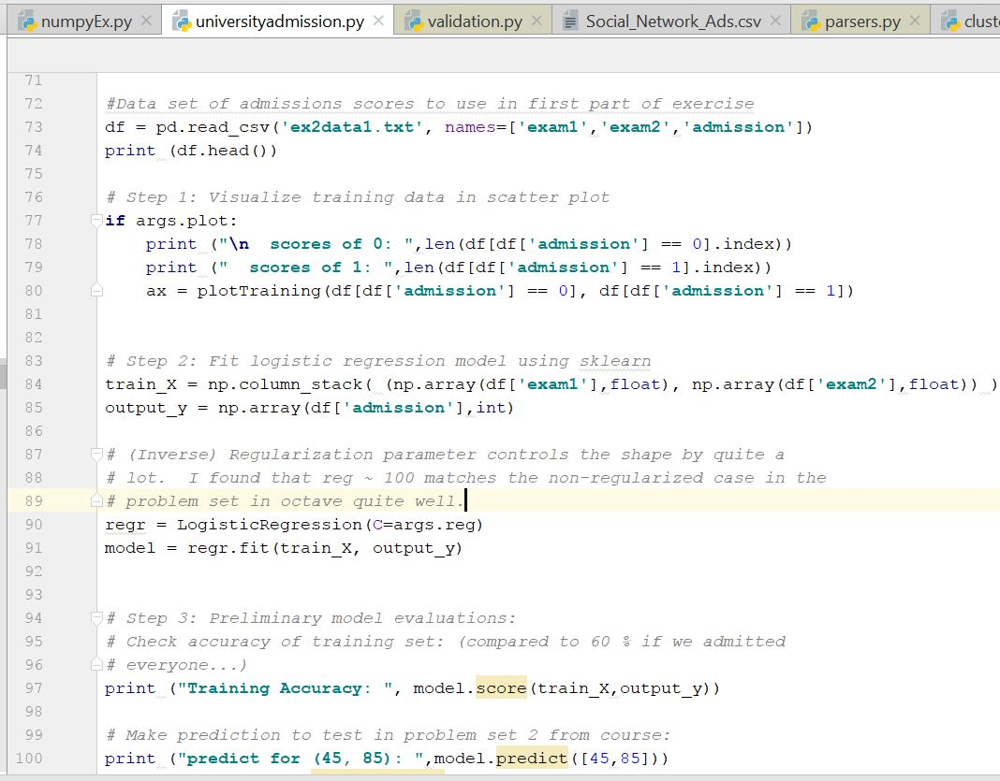 numpyEx.py universityadmission.py validation.py Social_Network_Ads.csv parsers.py
71
72 #Data set of admissions scores to use in first part of exercise
73 df = pd.read_csv('ex2data1.txt', names=['exam1','exam2','admission'])
74 print (df.head())
75
76 # Step 1: Visualize training data in scatter plot
77 if args.plot:
78     print ("\n  scores of 0: ",len(df[df['admission'] == 0].index))
79     print ("  scores of 1: ",len(df[df['admission'] == 1].index))
80     ax = plotTraining(df[df['admission'] == 0], df[df['admission'] == 1])
81
82
83 # Step 2: Fit logistic regression model using sklearn
84 train_X = np.column_stack( (np.array(df['exam1'],float), np.array(df['exam2'],float)) )
85 output_y = np.array(df['admission'],int)
86
87 # (Inverse) Regularization parameter controls the shape by quite a
88 # lot.  I found that reg ~ 100 matches the non-regularized case in the
89 # problem set in octave quite well.
90 regr = LogisticRegression(C=args.reg)
91 model = regr.fit(train_X, output_y)
92
93
94 # Step 3: Preliminary model evaluations:
95 # Check accuracy of training set: (compared to 60 % if we admitted
96 # everyone...)
97 print ("Training Accuracy: ", model.score(train_X,output_y))
98
99 # Make prediction to test in problem set 2 from course:
100 print ("predict for (45, 85): ",model.predict([45,85]))